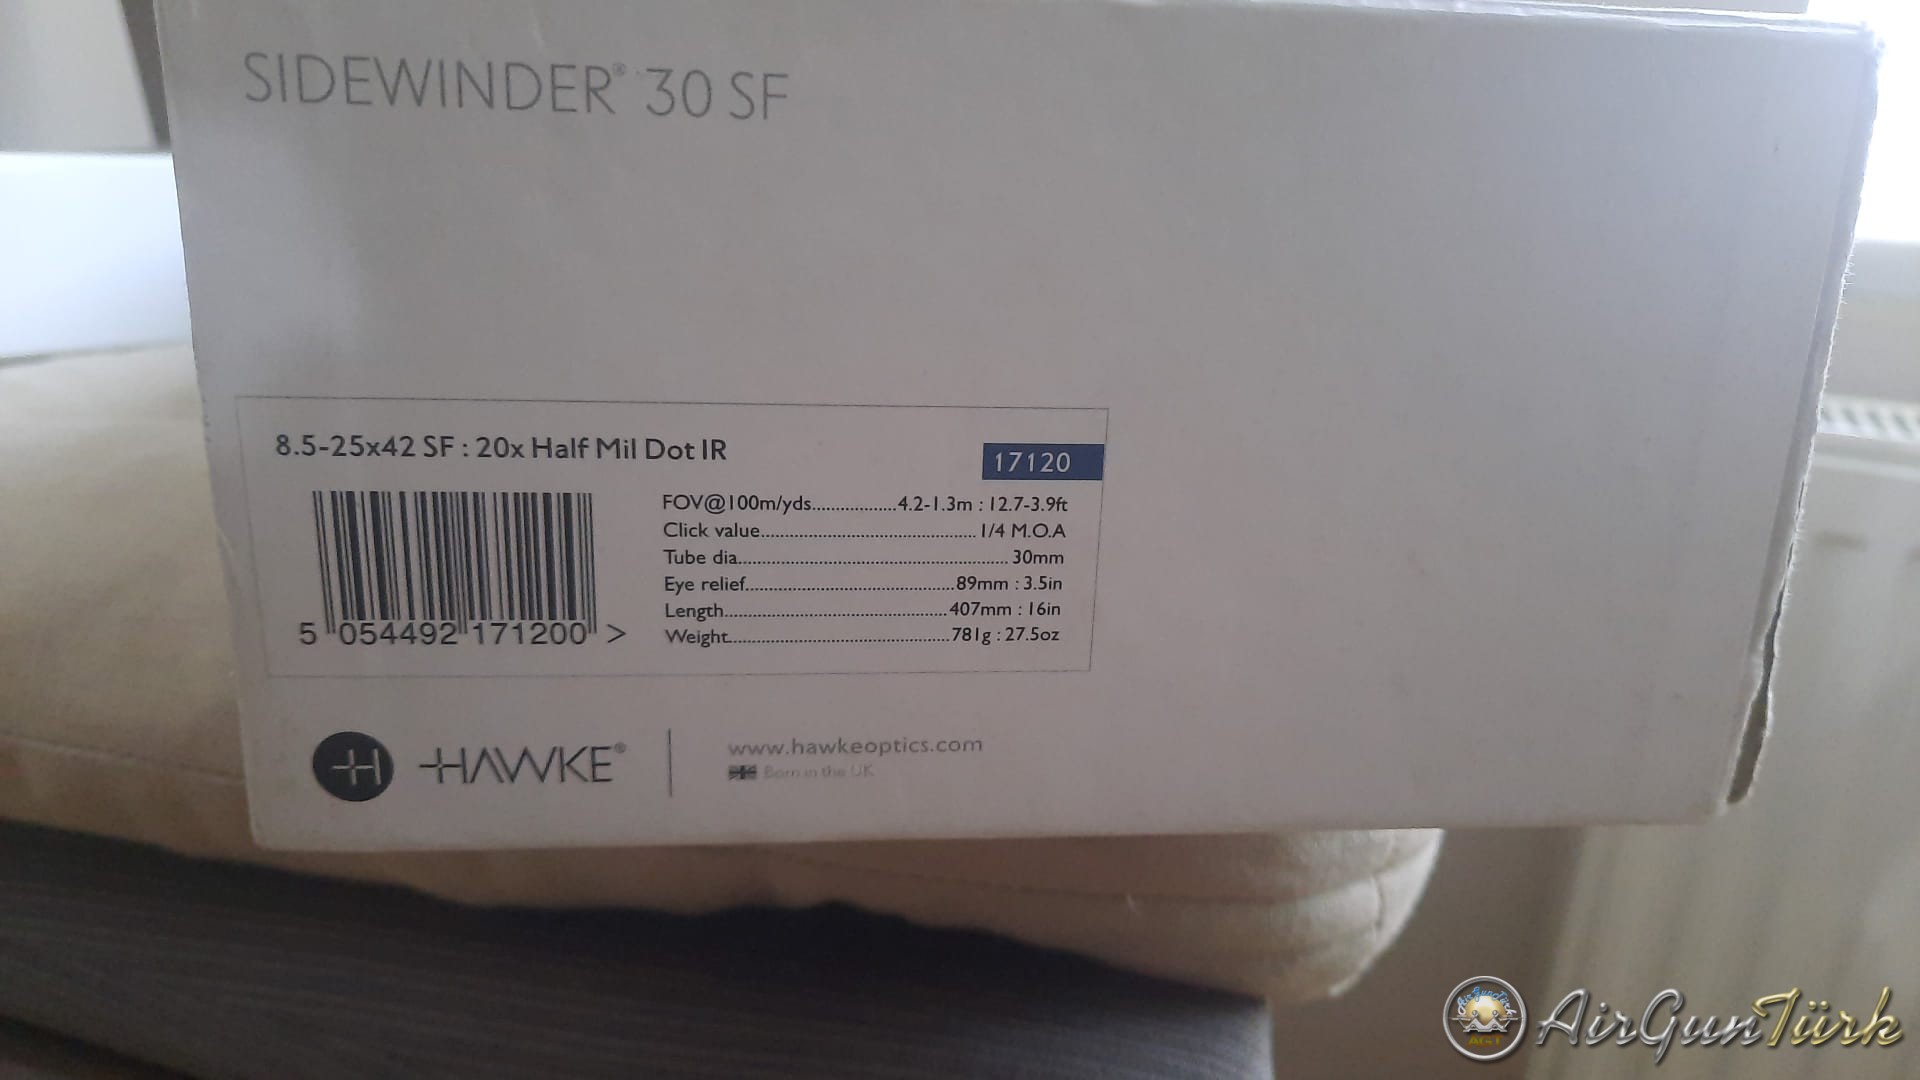 SIDEWINDER® 30 SF
8.5-25x42 SF : 20x Half Mil Dot IR
17120
FOV@100m/yds..................4.2-1.3m : 12.7-3.9ft
Click value.............................................. 1/4 M.O.A
Tube dia.......................................................... 30mm
Eye relief.............................................89mm : 3.5in
Length................................................407mm : 16in
Weight................................................781g : 27.5oz
5 054492 171200 >
H HAWKE®
www.hawkeoptics.com
Born in the UK
AirGunTürk
AGT
AirGunTürk